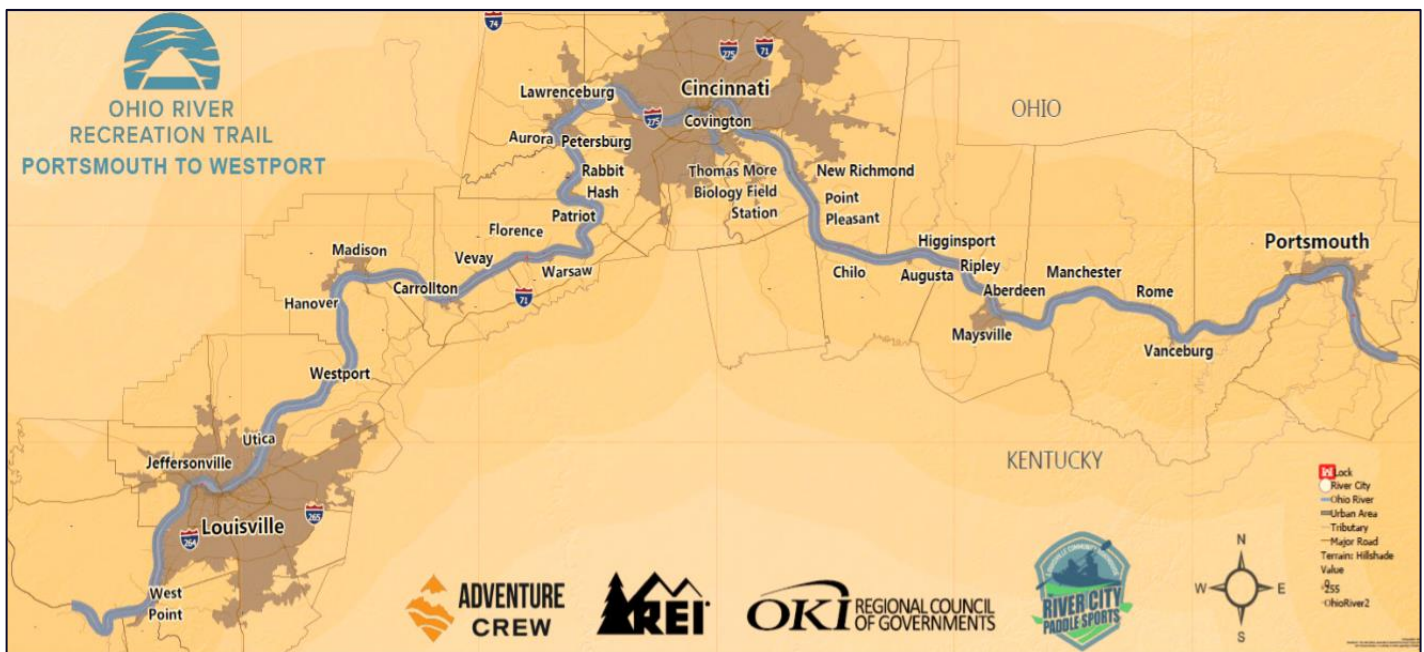 OHIO RIVER
RECREATION TRAIL
PORTSMOUTH TO WESTPORT
74
275
71
Cincinnati
Lawrenceburg
275
Covington
OHIO
Aurora
Petersburg
Thomas More
Biology Field
Station
New Richmond
Rabbit
Hash
Point
Pleasant
Patriot
Florence
Madison
Vevay
Warsaw
Higginsport
Portsmouth
Chilo
Augusta
Ripley
Manchester
Carrollton
71
Aberdeen
Rome
Hanover
Maysville
Vanceburg
Westport
Utica
Jeffersonville
KENTUCKY
Louisville
264
265
West
Point
Lock
River City
Ohio River
Urban Area
Tributary
Major Road
Terrain: Hillshade
Value
0
255
OhioRiver2
ADVENTURE
CREW
REI
OKI REGIONAL COUNCIL
OF GOVERNMENTS
RIVER CITY
PADDLE SPORTS
N
W
E
S